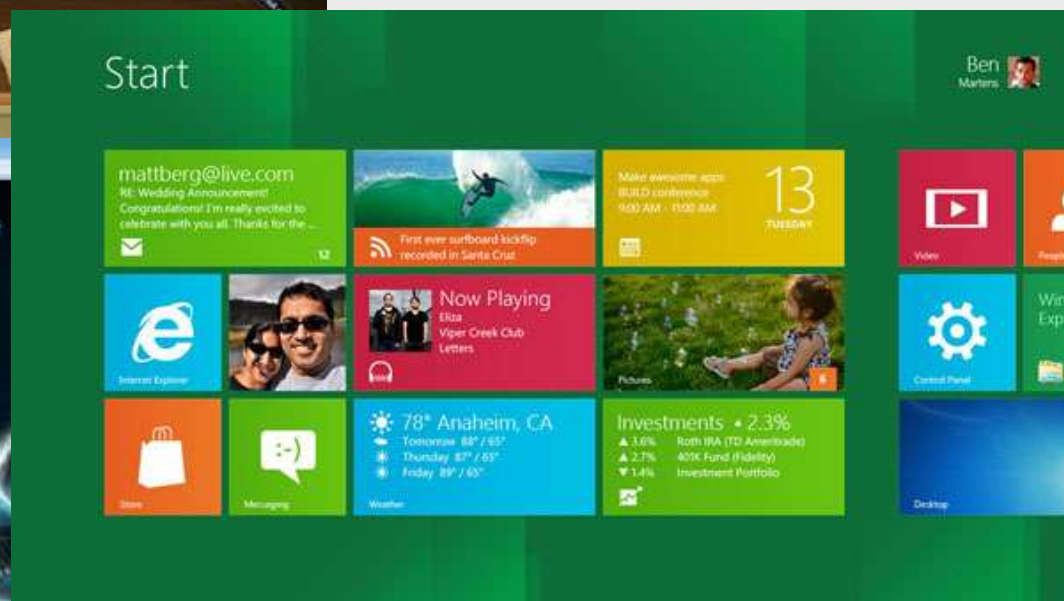 Start
Ben
Martens
mattberg@live.com
RE: Wedding Announcement!
Congratulations! I'm really excited to
celebrate with you all. Thanks for the ...
12
First ever surfboard kickflip
recorded in Santa Cruz
Make awesome apps
BUILD conference
9:00 AM - 11:00 AM
13
TUESDAY
Video
People
Internet Explorer
Now Playing
Eliza
Viper Creek Club
Letters
Pictures
6
Control Panel
Win
Exp
Store
:-)
Messaging
78° Anaheim, CA
Tomorrow 88°/65°
Thursday 87°/65°
Friday 89°/65°
Weather
Investments ▴ 2.3%
▲ 3.6% Roth IRA (TD Ameritrade)
▲ 2.7% 401K Fund (Fidelity)
▼ 1.4% Investment Portfolio
Desktop